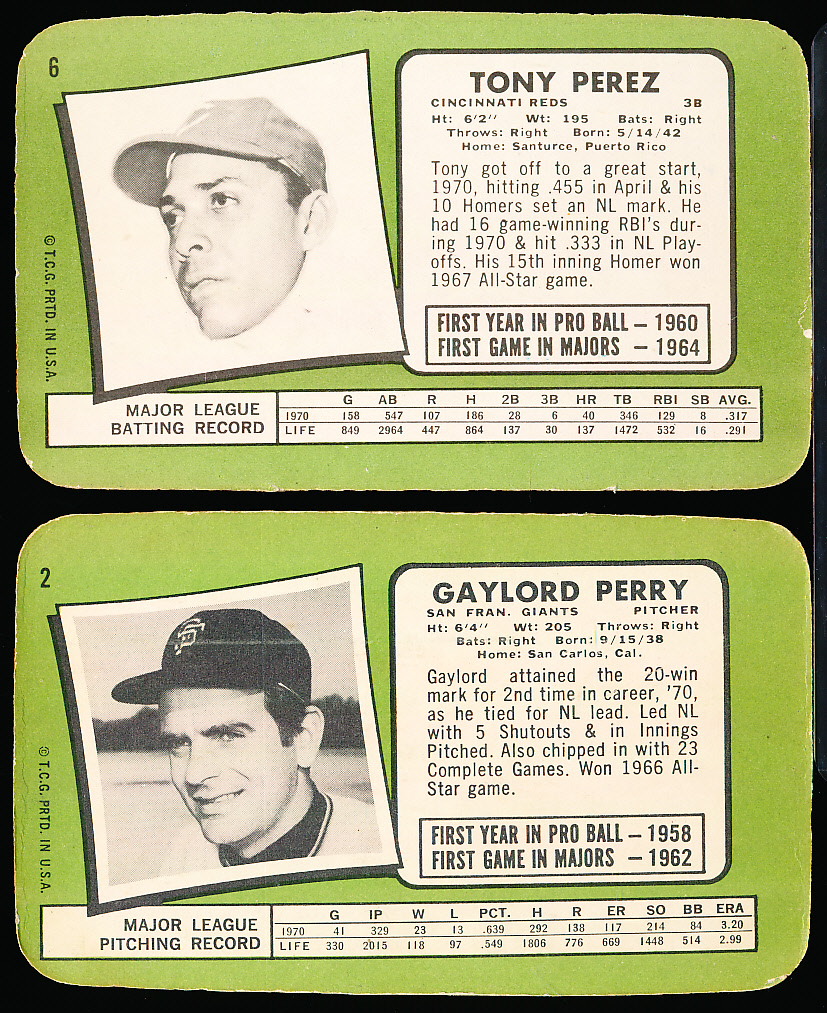 6
TONY PEREZ
CINCINNATI REDS 3B
Ht: 6'2" Wt: 195 Bats: Right
Throws: Right Born: 5/14/42
Home: Santurce, Puerto Rico
Tony got off to a great start,
1970, hitting .455 in April & his
10 Homers set an NL mark. He
had 16 game-winning RBI's dur-
ing 1970 & hit .333 in NL Play-
offs. His 15th inning Homer won
1967 All-Star game.
FIRST YEAR IN PRO BALL – 1960
FIRST GAME IN MAJORS – 1964
© T.C.G. PRTD. IN U.S.A.
MAJOR LEAGUE
BATTING RECORD
G AB R H 2B 3B HR TB RBI SB AVG.
1970 158 547 107 186 28 6 40 346 129 8 .317
LIFE 849 2964 447 864 137 30 137 1472 532 16 .291
2
GAYLORD PERRY
SAN FRAN. GIANTS PITCHER
Ht: 6'4" Wt: 205 Throws: Right
Bats: Right Born: 9/15/38
Home: San Carlos, Cal.
Gaylord attained the 20-win
mark for 2nd time in career, '70,
as he tied for NL lead. Led NL
with 5 Shutouts & in Innings
Pitched. Also chipped in with 23
Complete Games. Won 1966 All-
Star game.
FIRST YEAR IN PRO BALL – 1958
FIRST GAME IN MAJORS – 1962
SF
© T.C.G. PRTD. IN U.S.A.
MAJOR LEAGUE
PITCHING RECORD
G IP W L PCT. H R ER SO BB ERA
1970 41 329 23 13 .639 292 138 117 214 84 3.20
LIFE 330 2015 118 97 .549 1806 776 669 1448 514 2.99